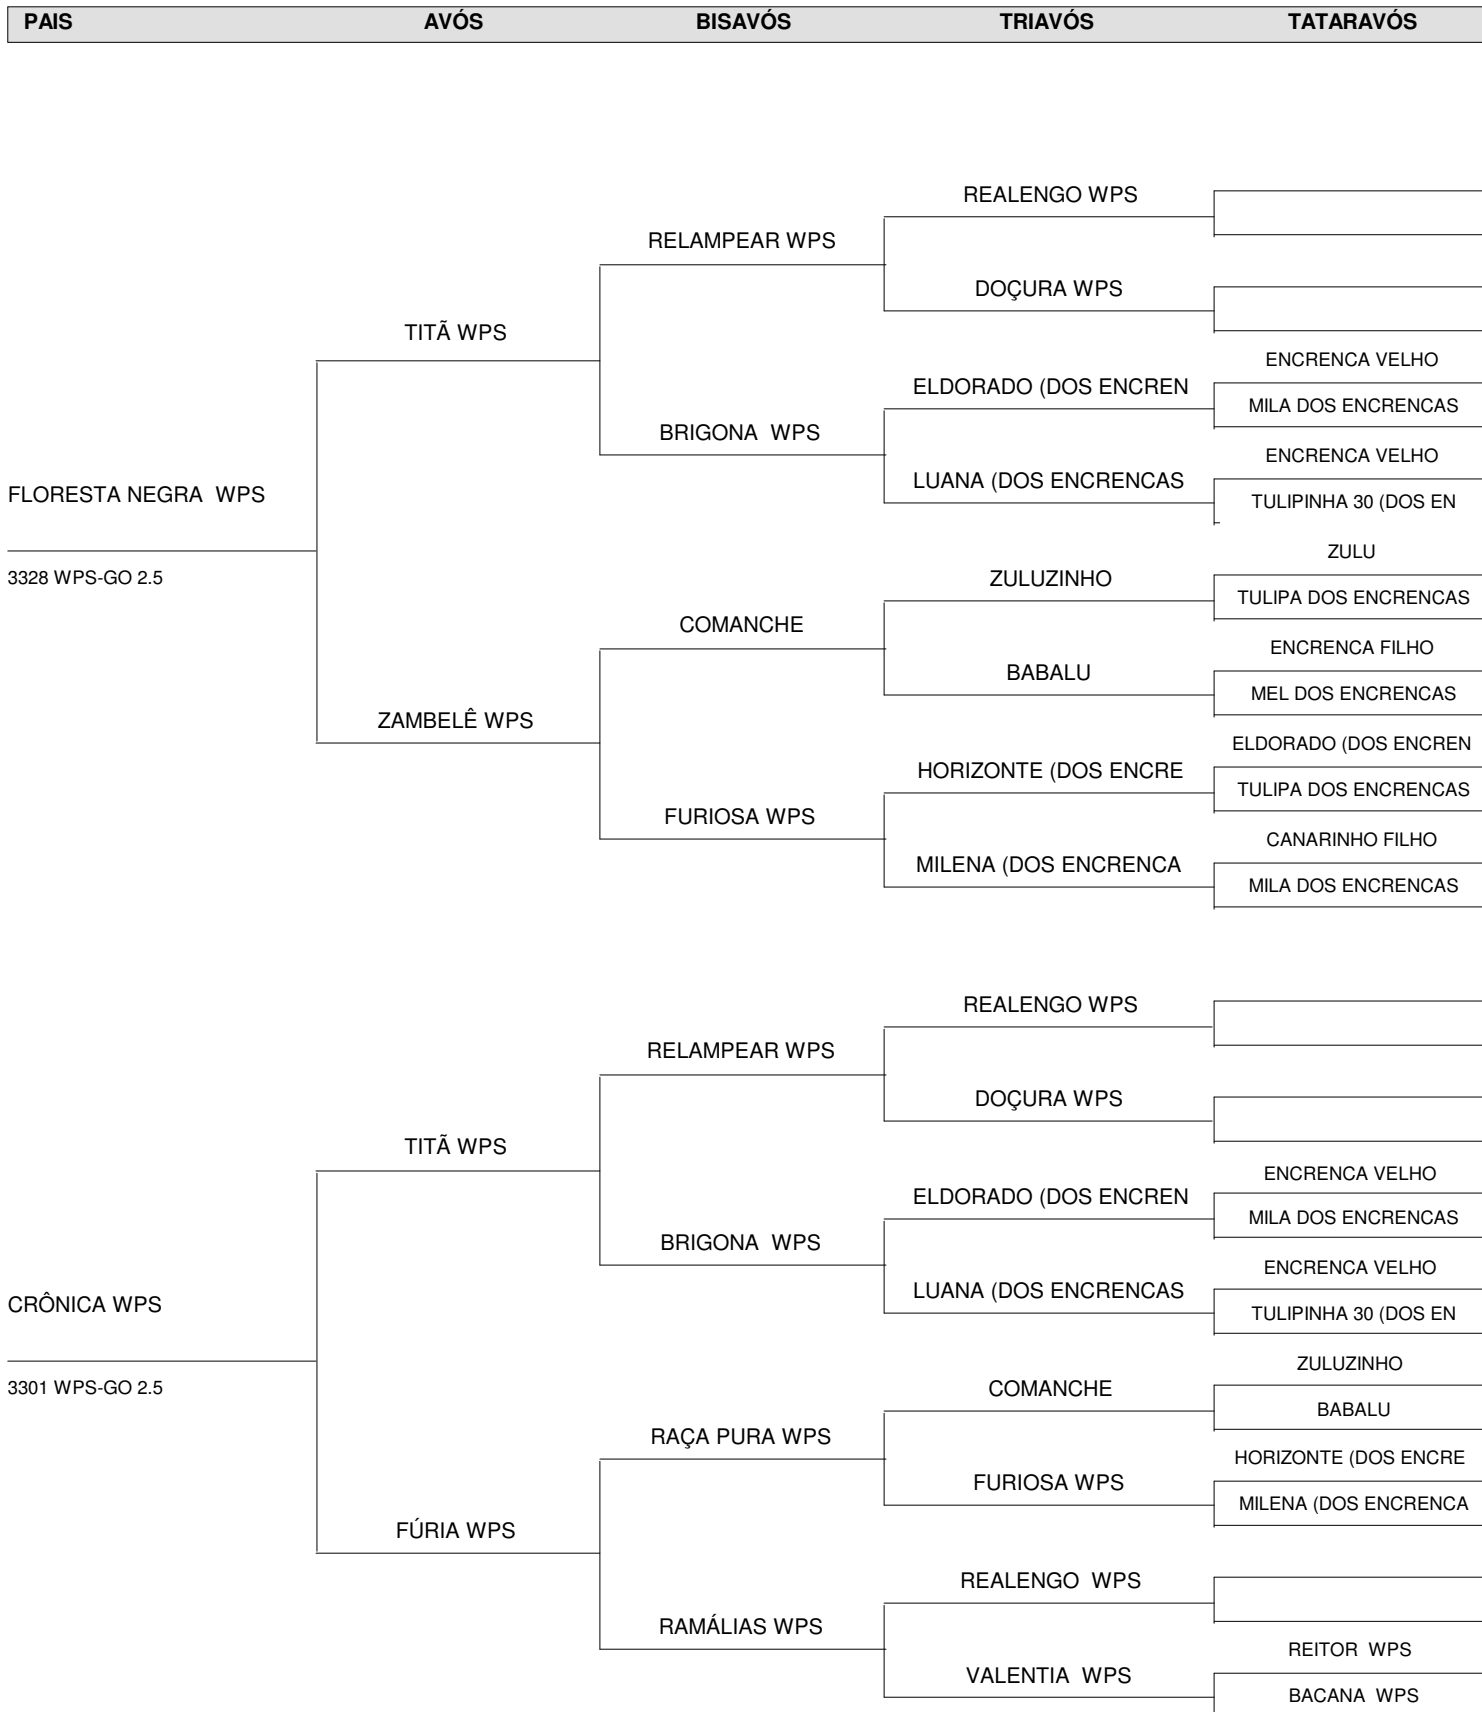 PAIS AVÓS BISAVÓS TRIAVÓS TATARAVÓS
REALENGO WPS
RELAMPEAR WPS
DOÇURA WPS
TITÃ WPS
ENCRENCA VELHO
ELDORADO (DOS ENCREN
MILA DOS ENCRENCAS
BRIGONA  WPS
ENCRENCA VELHO
LUANA (DOS ENCRENCAS
FLORESTA NEGRA  WPS
TULIPINHA 30 (DOS EN
ZULU
3328 WPS-GO 2.5
ZULUZINHO
TULIPA DOS ENCRENCAS
COMANCHE
ENCRENCA FILHO
BABALU
MEL DOS ENCRENCAS
ZAMBELÊ WPS
ELDORADO (DOS ENCREN
HORIZONTE (DOS ENCRE
TULIPA DOS ENCRENCAS
FURIOSA WPS
CANARINHO FILHO
MILENA (DOS ENCRENCA
MILA DOS ENCRENCAS
REALENGO WPS
RELAMPEAR WPS
DOÇURA WPS
TITÃ WPS
ENCRENCA VELHO
ELDORADO (DOS ENCREN
MILA DOS ENCRENCAS
BRIGONA  WPS
ENCRENCA VELHO
LUANA (DOS ENCRENCAS
CRÔNICA WPS
TULIPINHA 30 (DOS EN
ZULUZINHO
3301 WPS-GO 2.5
COMANCHE
BABALU
RAÇA PURA WPS
HORIZONTE (DOS ENCRE
FURIOSA WPS
MILENA (DOS ENCRENCA
FÚRIA WPS
REALENGO  WPS
RAMÁLIAS WPS
REITOR  WPS
VALENTIA  WPS
BACANA  WPS